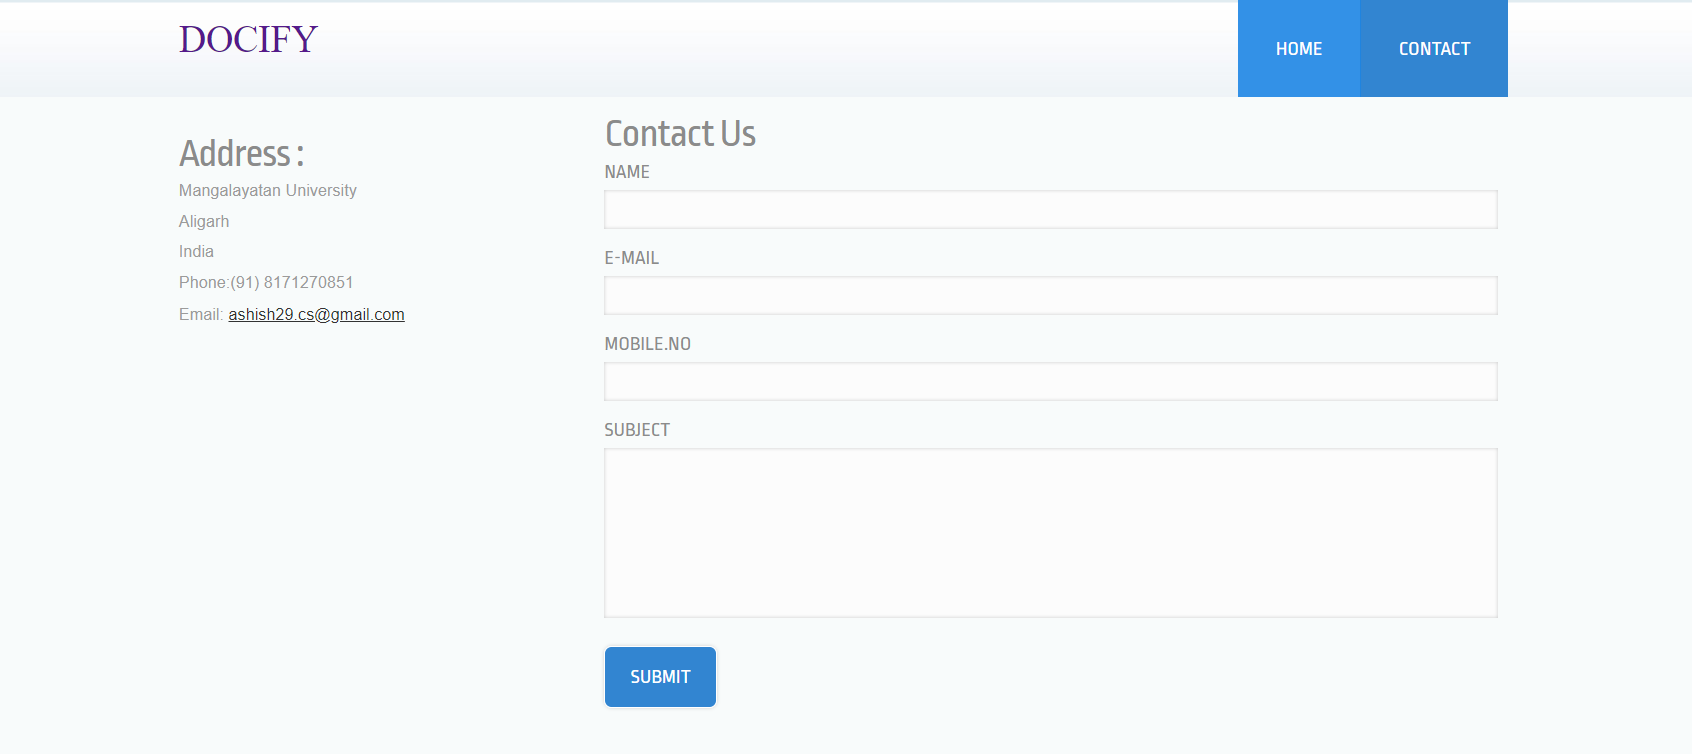 DOCIFY
HOME
CONTACT
Address :
Mangalayatan University
Aligarh
India
Phone:(91) 8171270851
Email: ashish29.cs@gmail.com
Contact Us
NAME
E-MAIL
MOBILE.NO
SUBJECT
SUBMIT